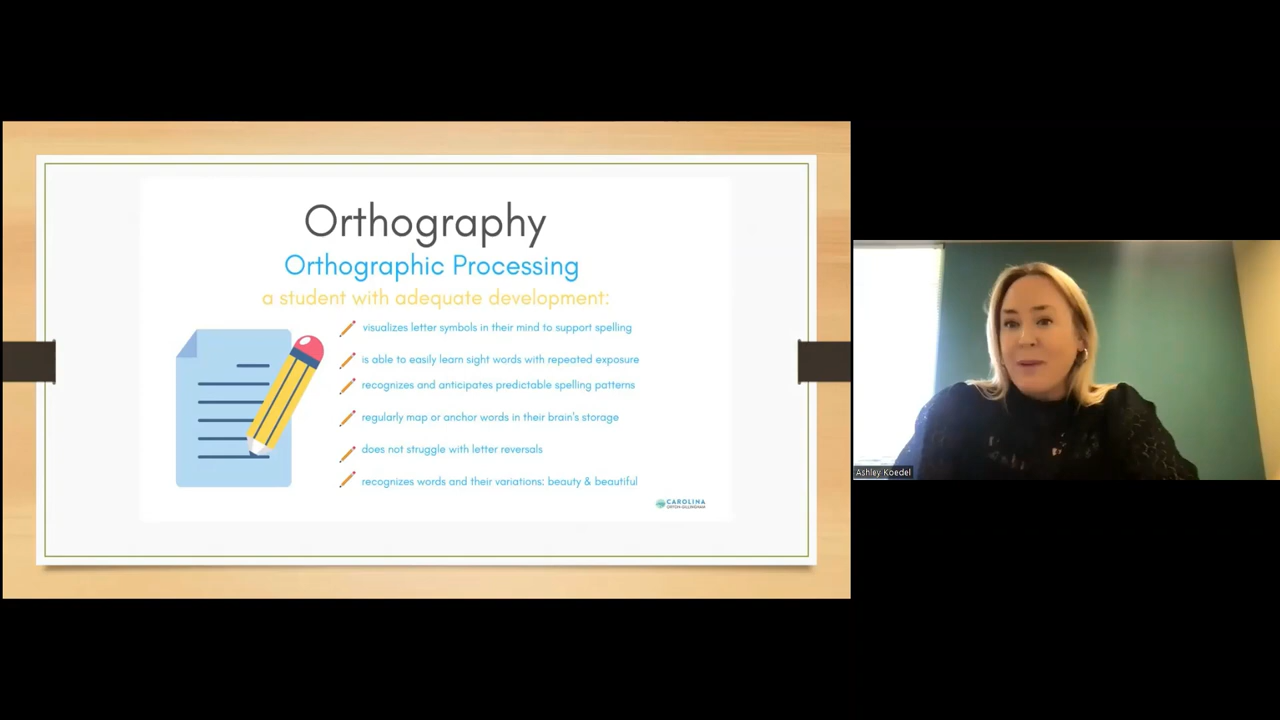 Orthography
Orthographic Processing
a student with adequate development:
visualizes letter symbols in their mind to support spelling
is able to easily learn sight words with repeated exposure
recognizes and anticipates predictable spelling patterns
regularly map or anchor words in their brain's storage
does not struggle with letter reversals
recognizes words and their variations: beauty & beautiful
CAROLINA
ORTON-GILLINGHAM
Ashley Koedel